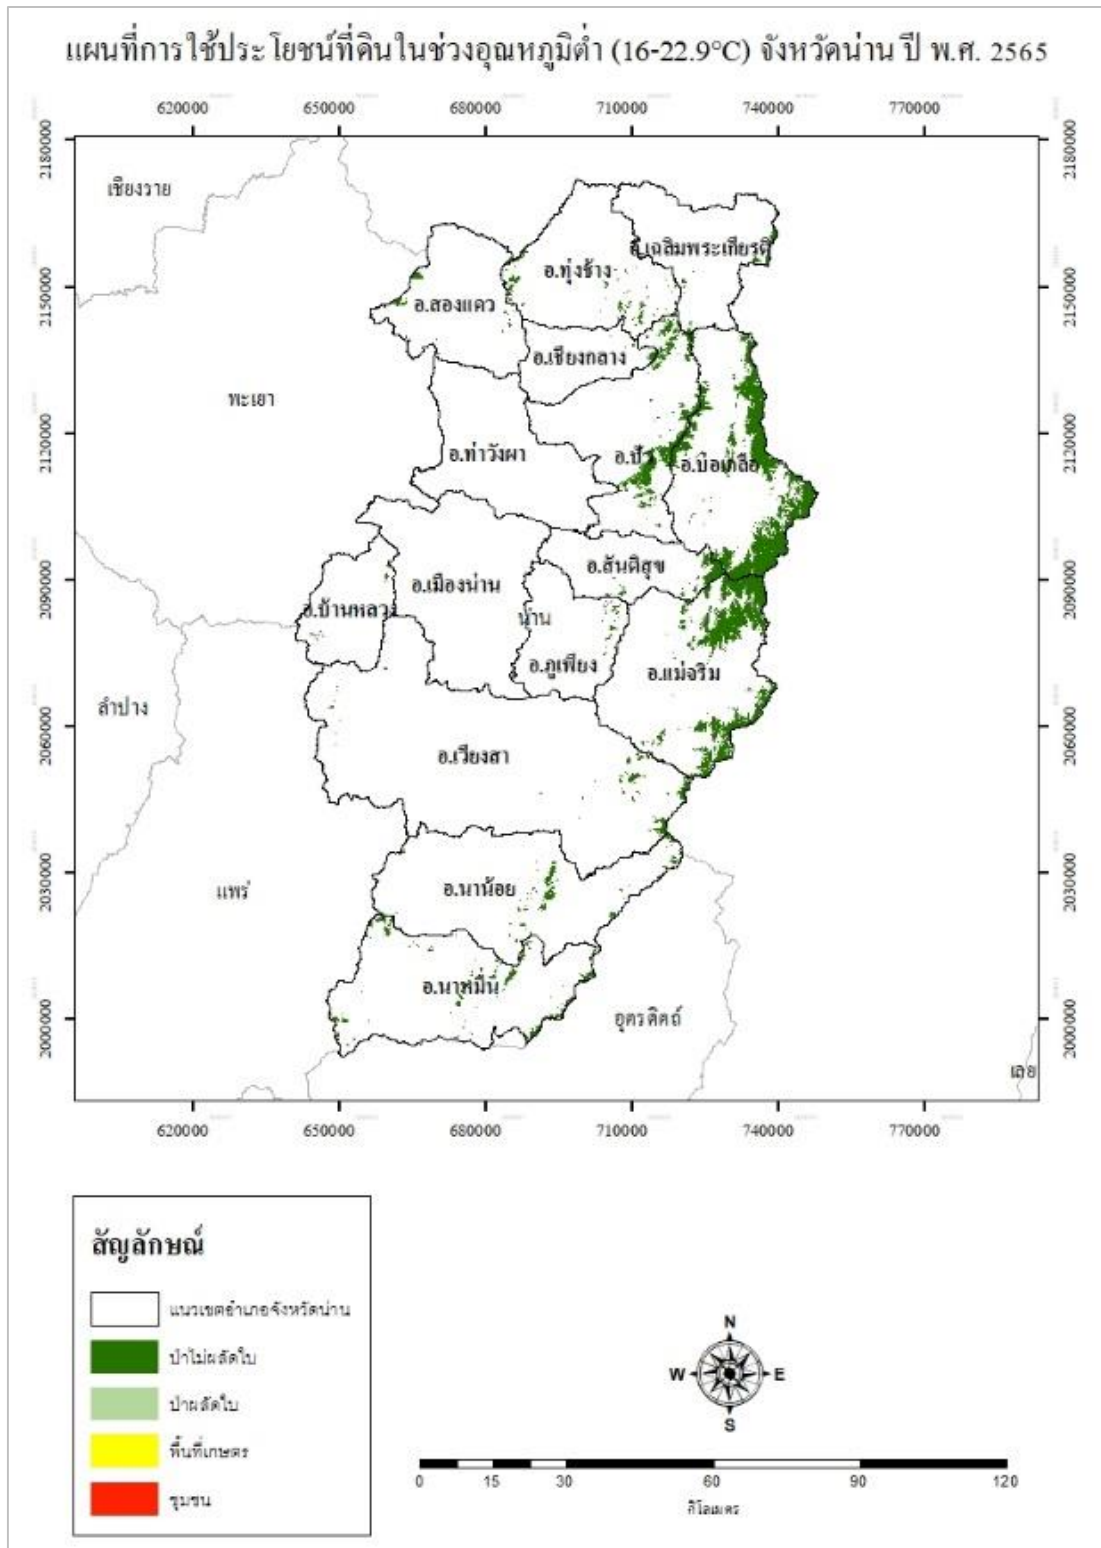 แผนที่การใช้ประโยชน์ที่ดินในช่วงอุณหภูมิต่ำ (16-22.9°C) จังหวัดน่าน ปี พ.ศ. 2565
620000 650000 680000 710000 740000 770000
2180000 2180000
เชียงราย
อ.เฉลิมพระเกียรติ
อ.ทุ่งช้าง
2150000 2150000
อ.สองแคว
อ.เชียงกลาง
พะเยา
2120000 2120000
อ.ท่าวังผา
อ.ปัว
อ.บ่อเกลือ
อ.สันติสุข
2090000 2090000
อ.เมืองน่าน
อ.บ้านหลวง
น่าน
อ.ภูเพียง
อ.แม่จริม
ลำปาง
2060000 2060000
อ.เวียงสา
2030000 2030000
แพร่
อ.นาน้อย
อ.นาหมื่น
2000000 2000000
อุตรดิตถ์
เลย
620000 650000 680000 710000 740000 770000
สัญลักษณ์
แนวเขตอำเภอจังหวัดน่าน
ป่าไม่ผลัดใบ
ป่าผลัดใบ
พื้นที่เกษตร
ชุมชน
N
W E
S
0 15 30 60 90 120
กิโลเมตร